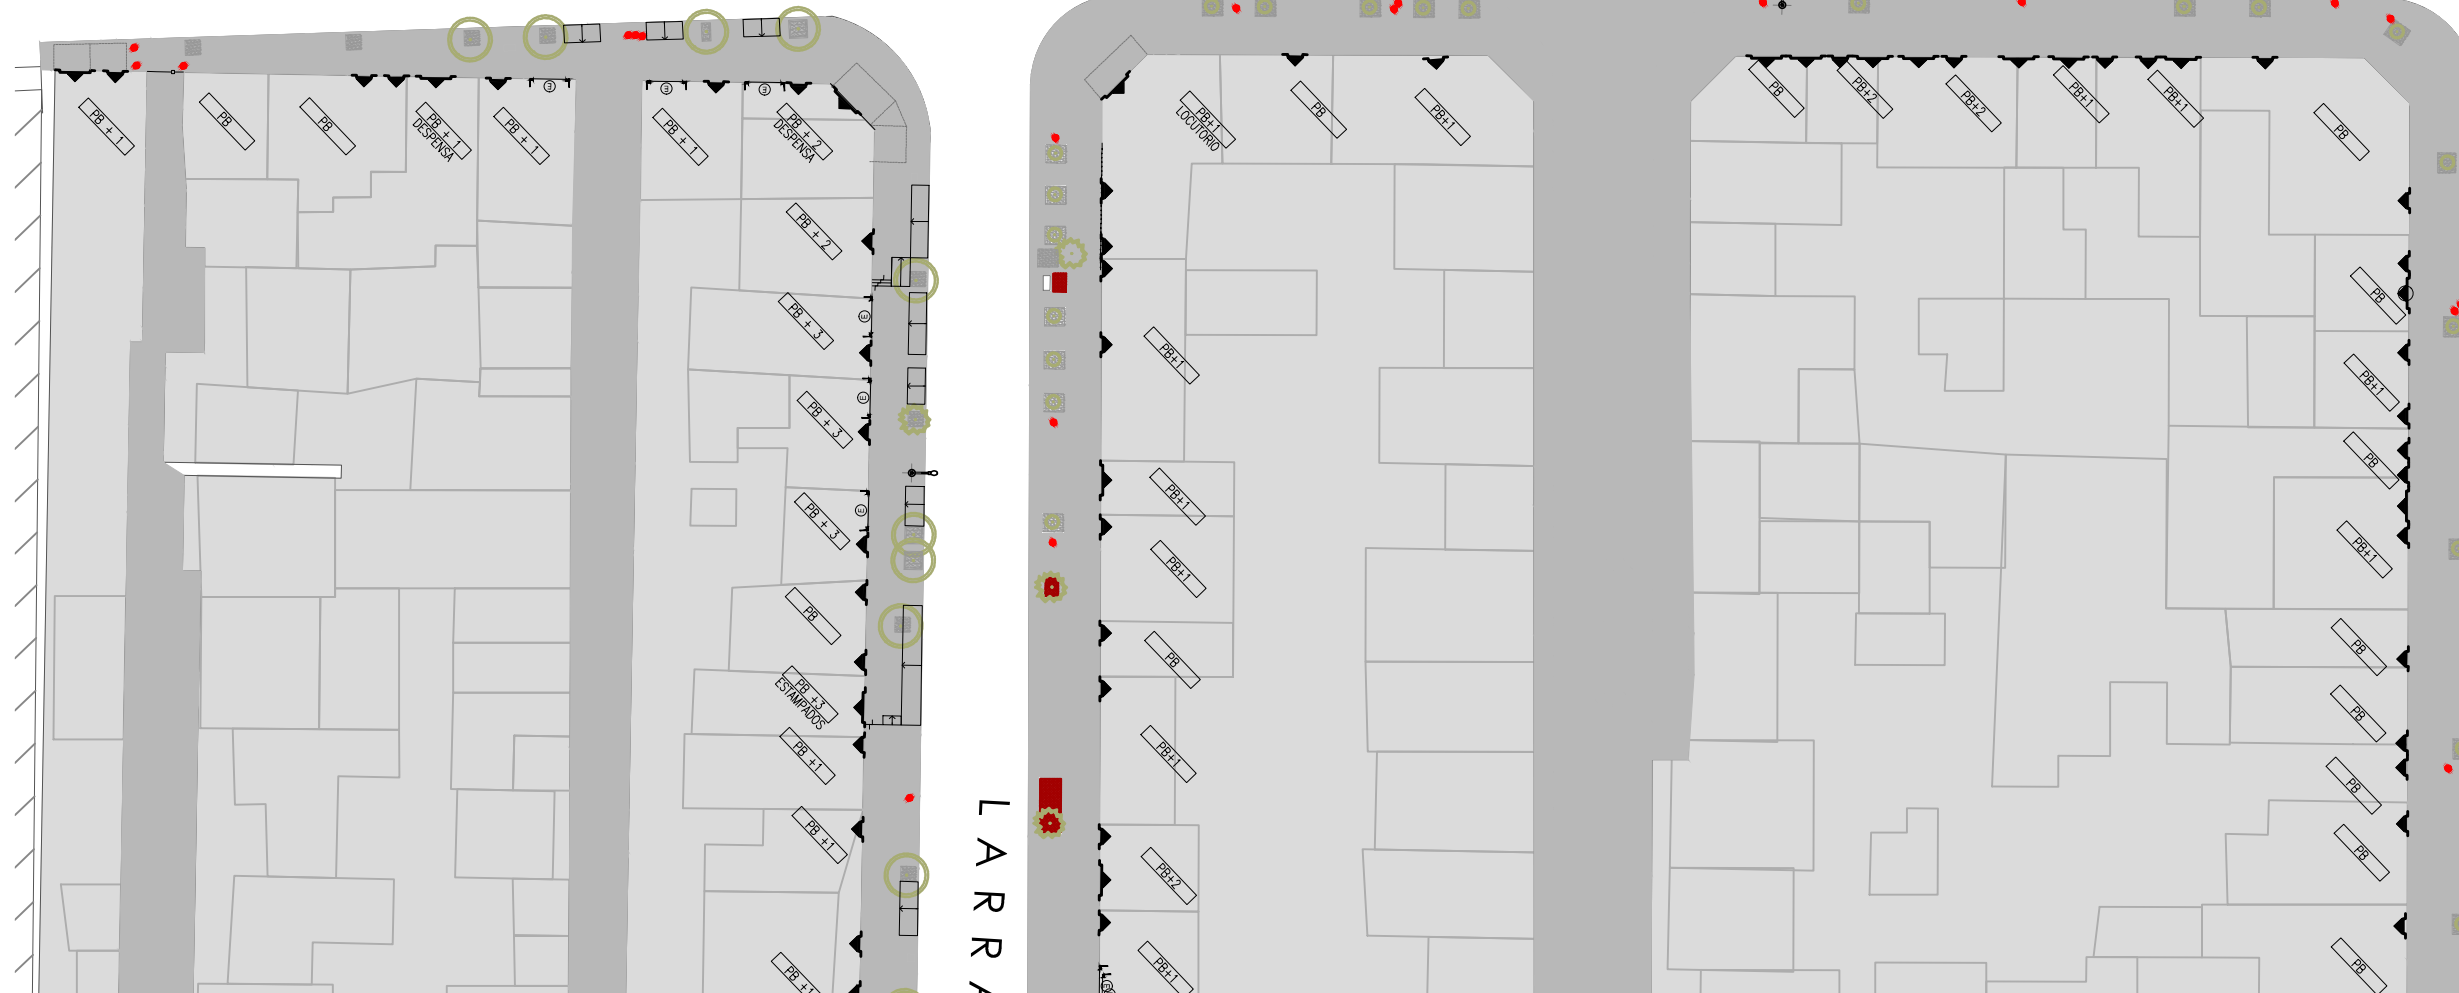 PB + 1
PB
PB
PB + 1
DESPENSA
PB + 1
E
PB + 1
E
E
PB + 2
DESPENSA
PB + 2
PB + 3
E
PB + 3
E
PB + 3
E
PB
PB +3
ESTAMPADOS
PB +1
PB +1
PB +1
LARRA
PB+1
LOCUTORIO
PB
PB+1
PB+1
PB+1
PB+1
PB
PB+1
PB+2
PB+1
E
PB
PB+2
PB+2
PB+1
PB+1
PB
PB
PB+1
PB
PB+1
PB
PB
PB
PB
PB